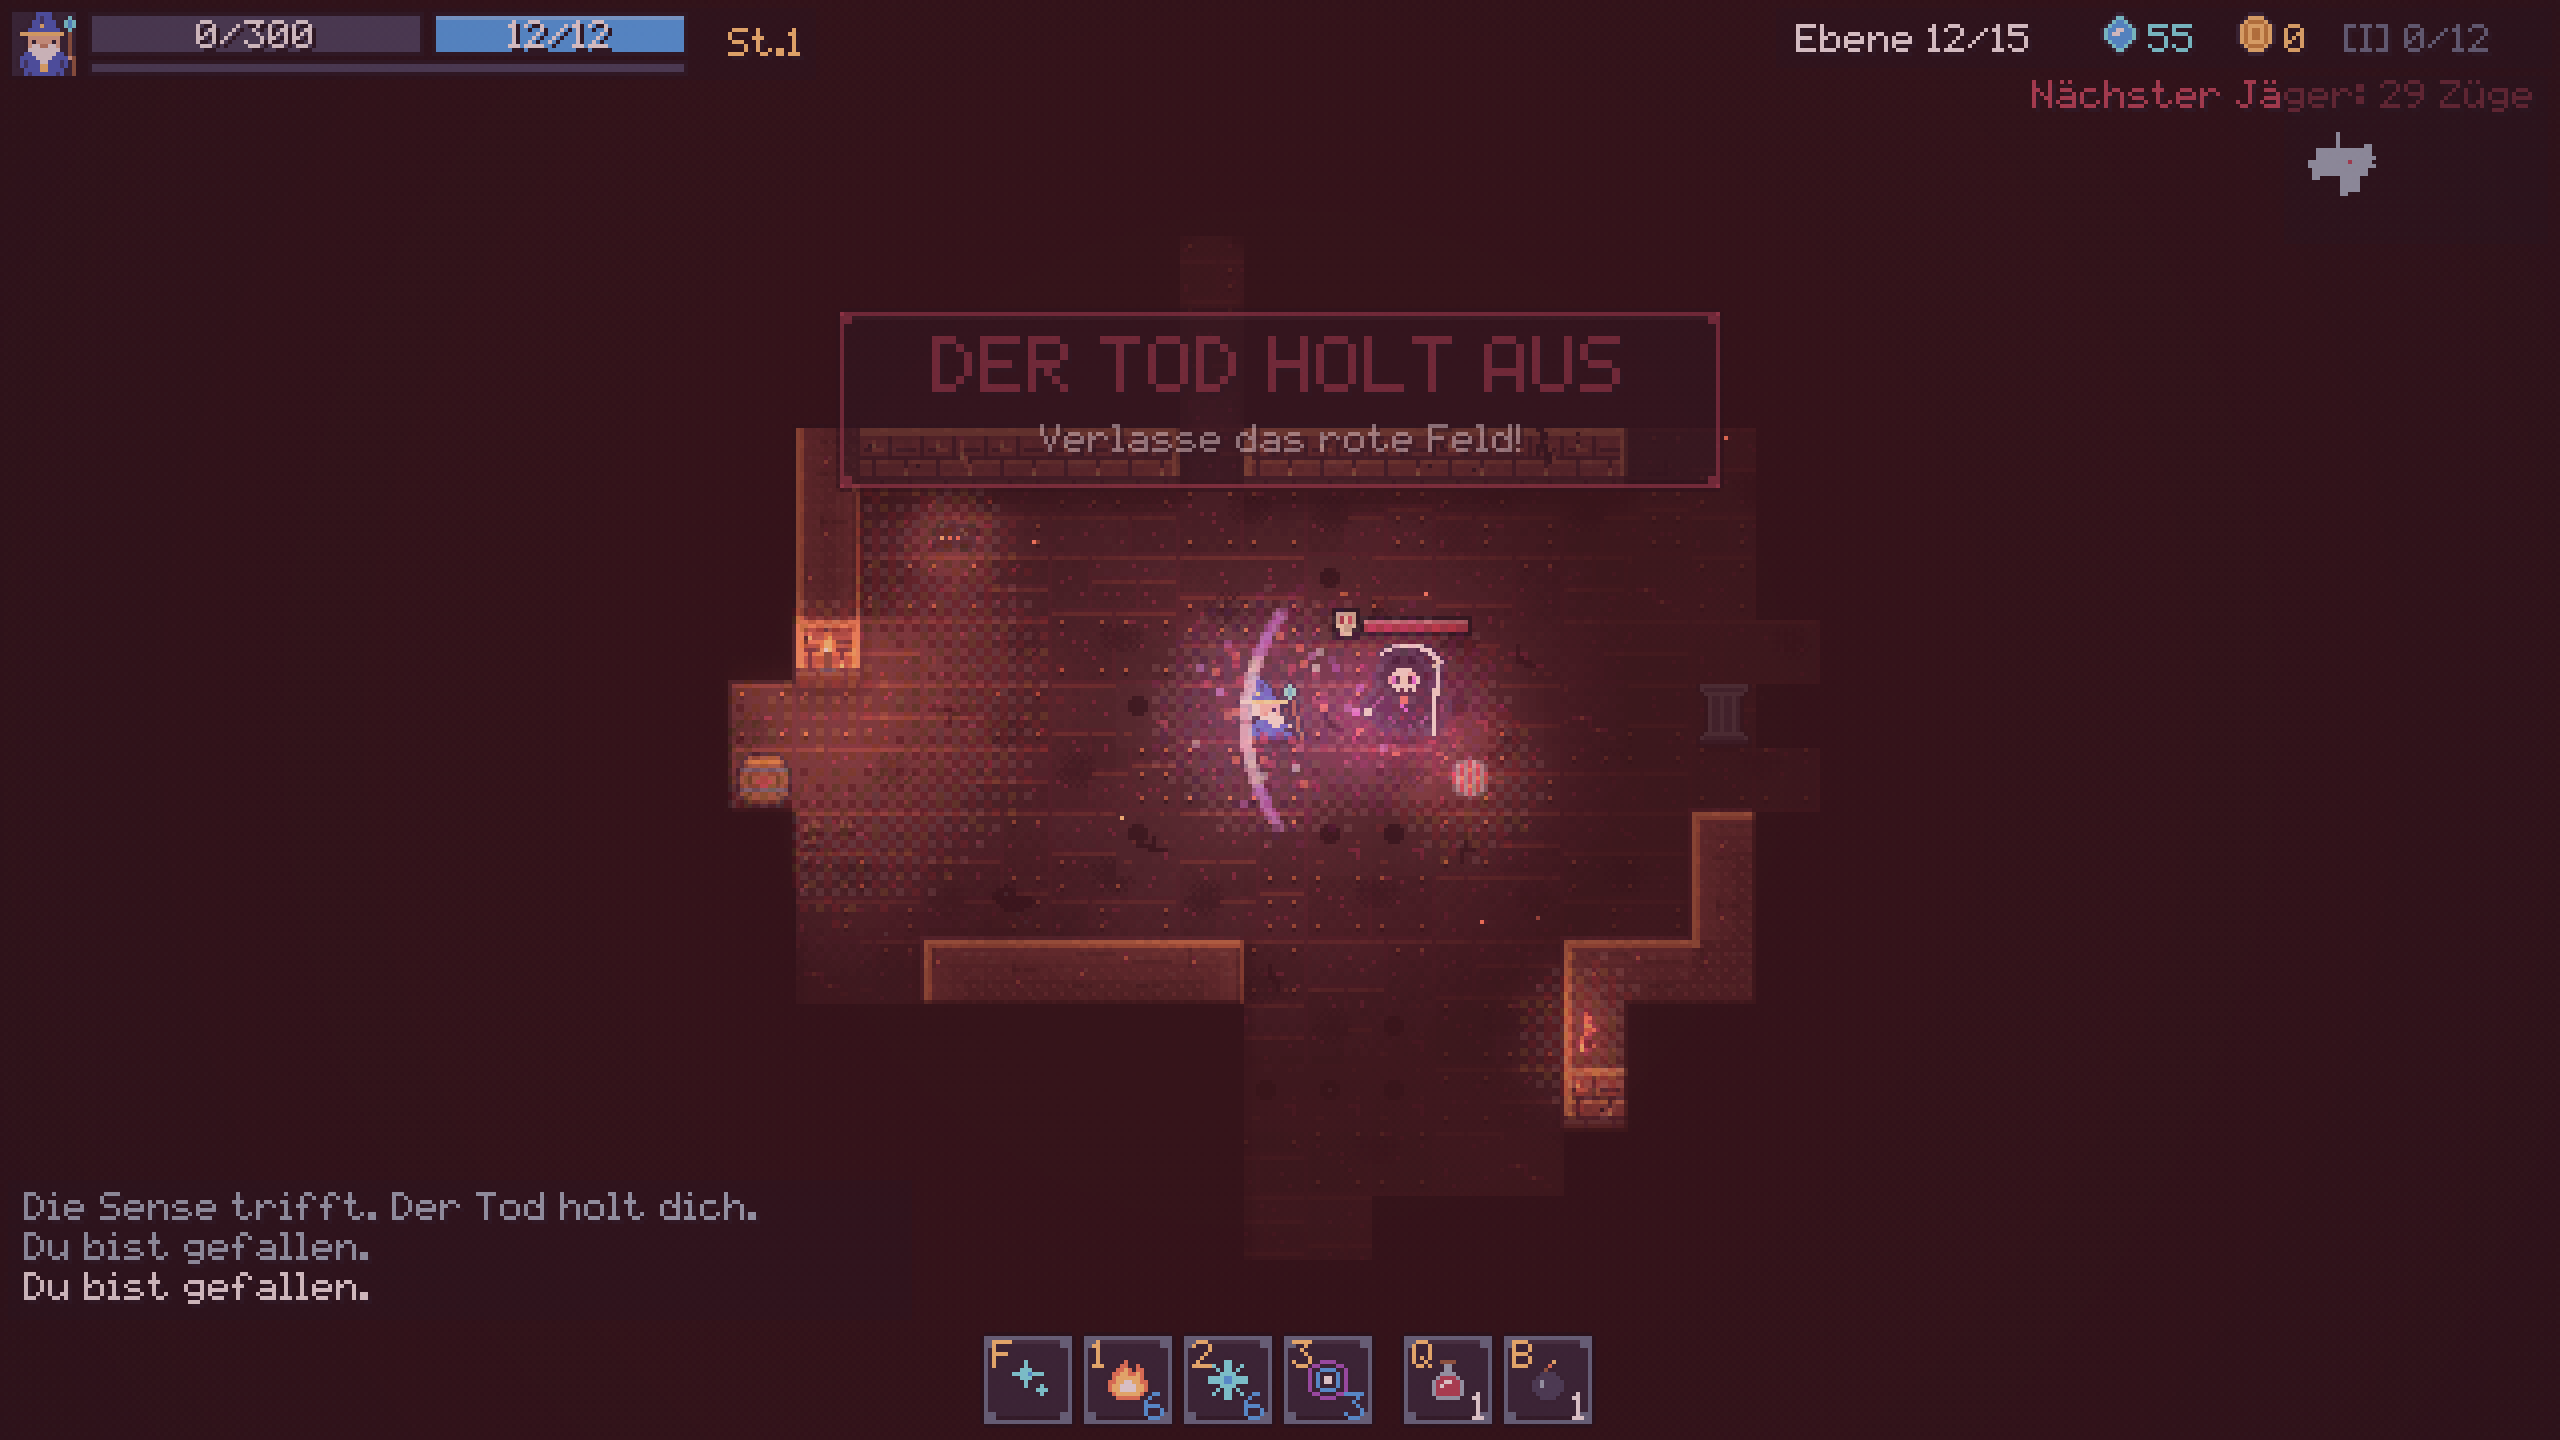 0/300 12/12 St.1 Ebene 12/15 55 0 [I] 0/12
Nächster Jäger: 29 Züge
DER TOD HOLT AUS
Verlasse das rote Feld!
Die Sense trifft. Der Tod holt dich.
Du bist gefallen.
Du bist gefallen.
F 1 2 3 Q B
6 6 3 1 1